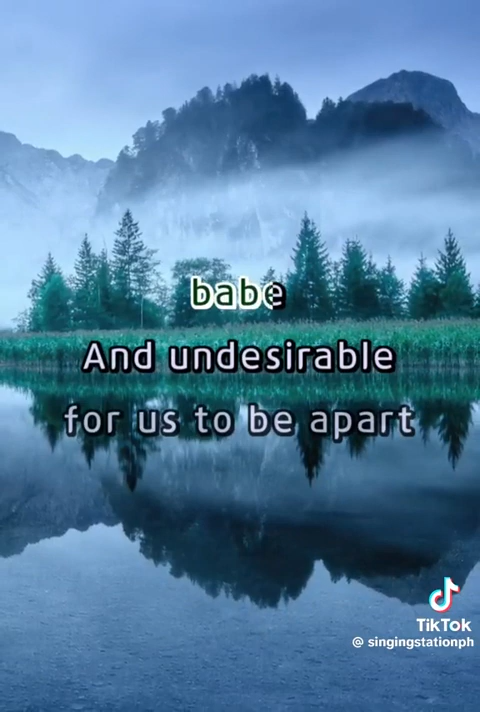 babe
And undesirable
for us to be apart
TikTok
@ singingstationph